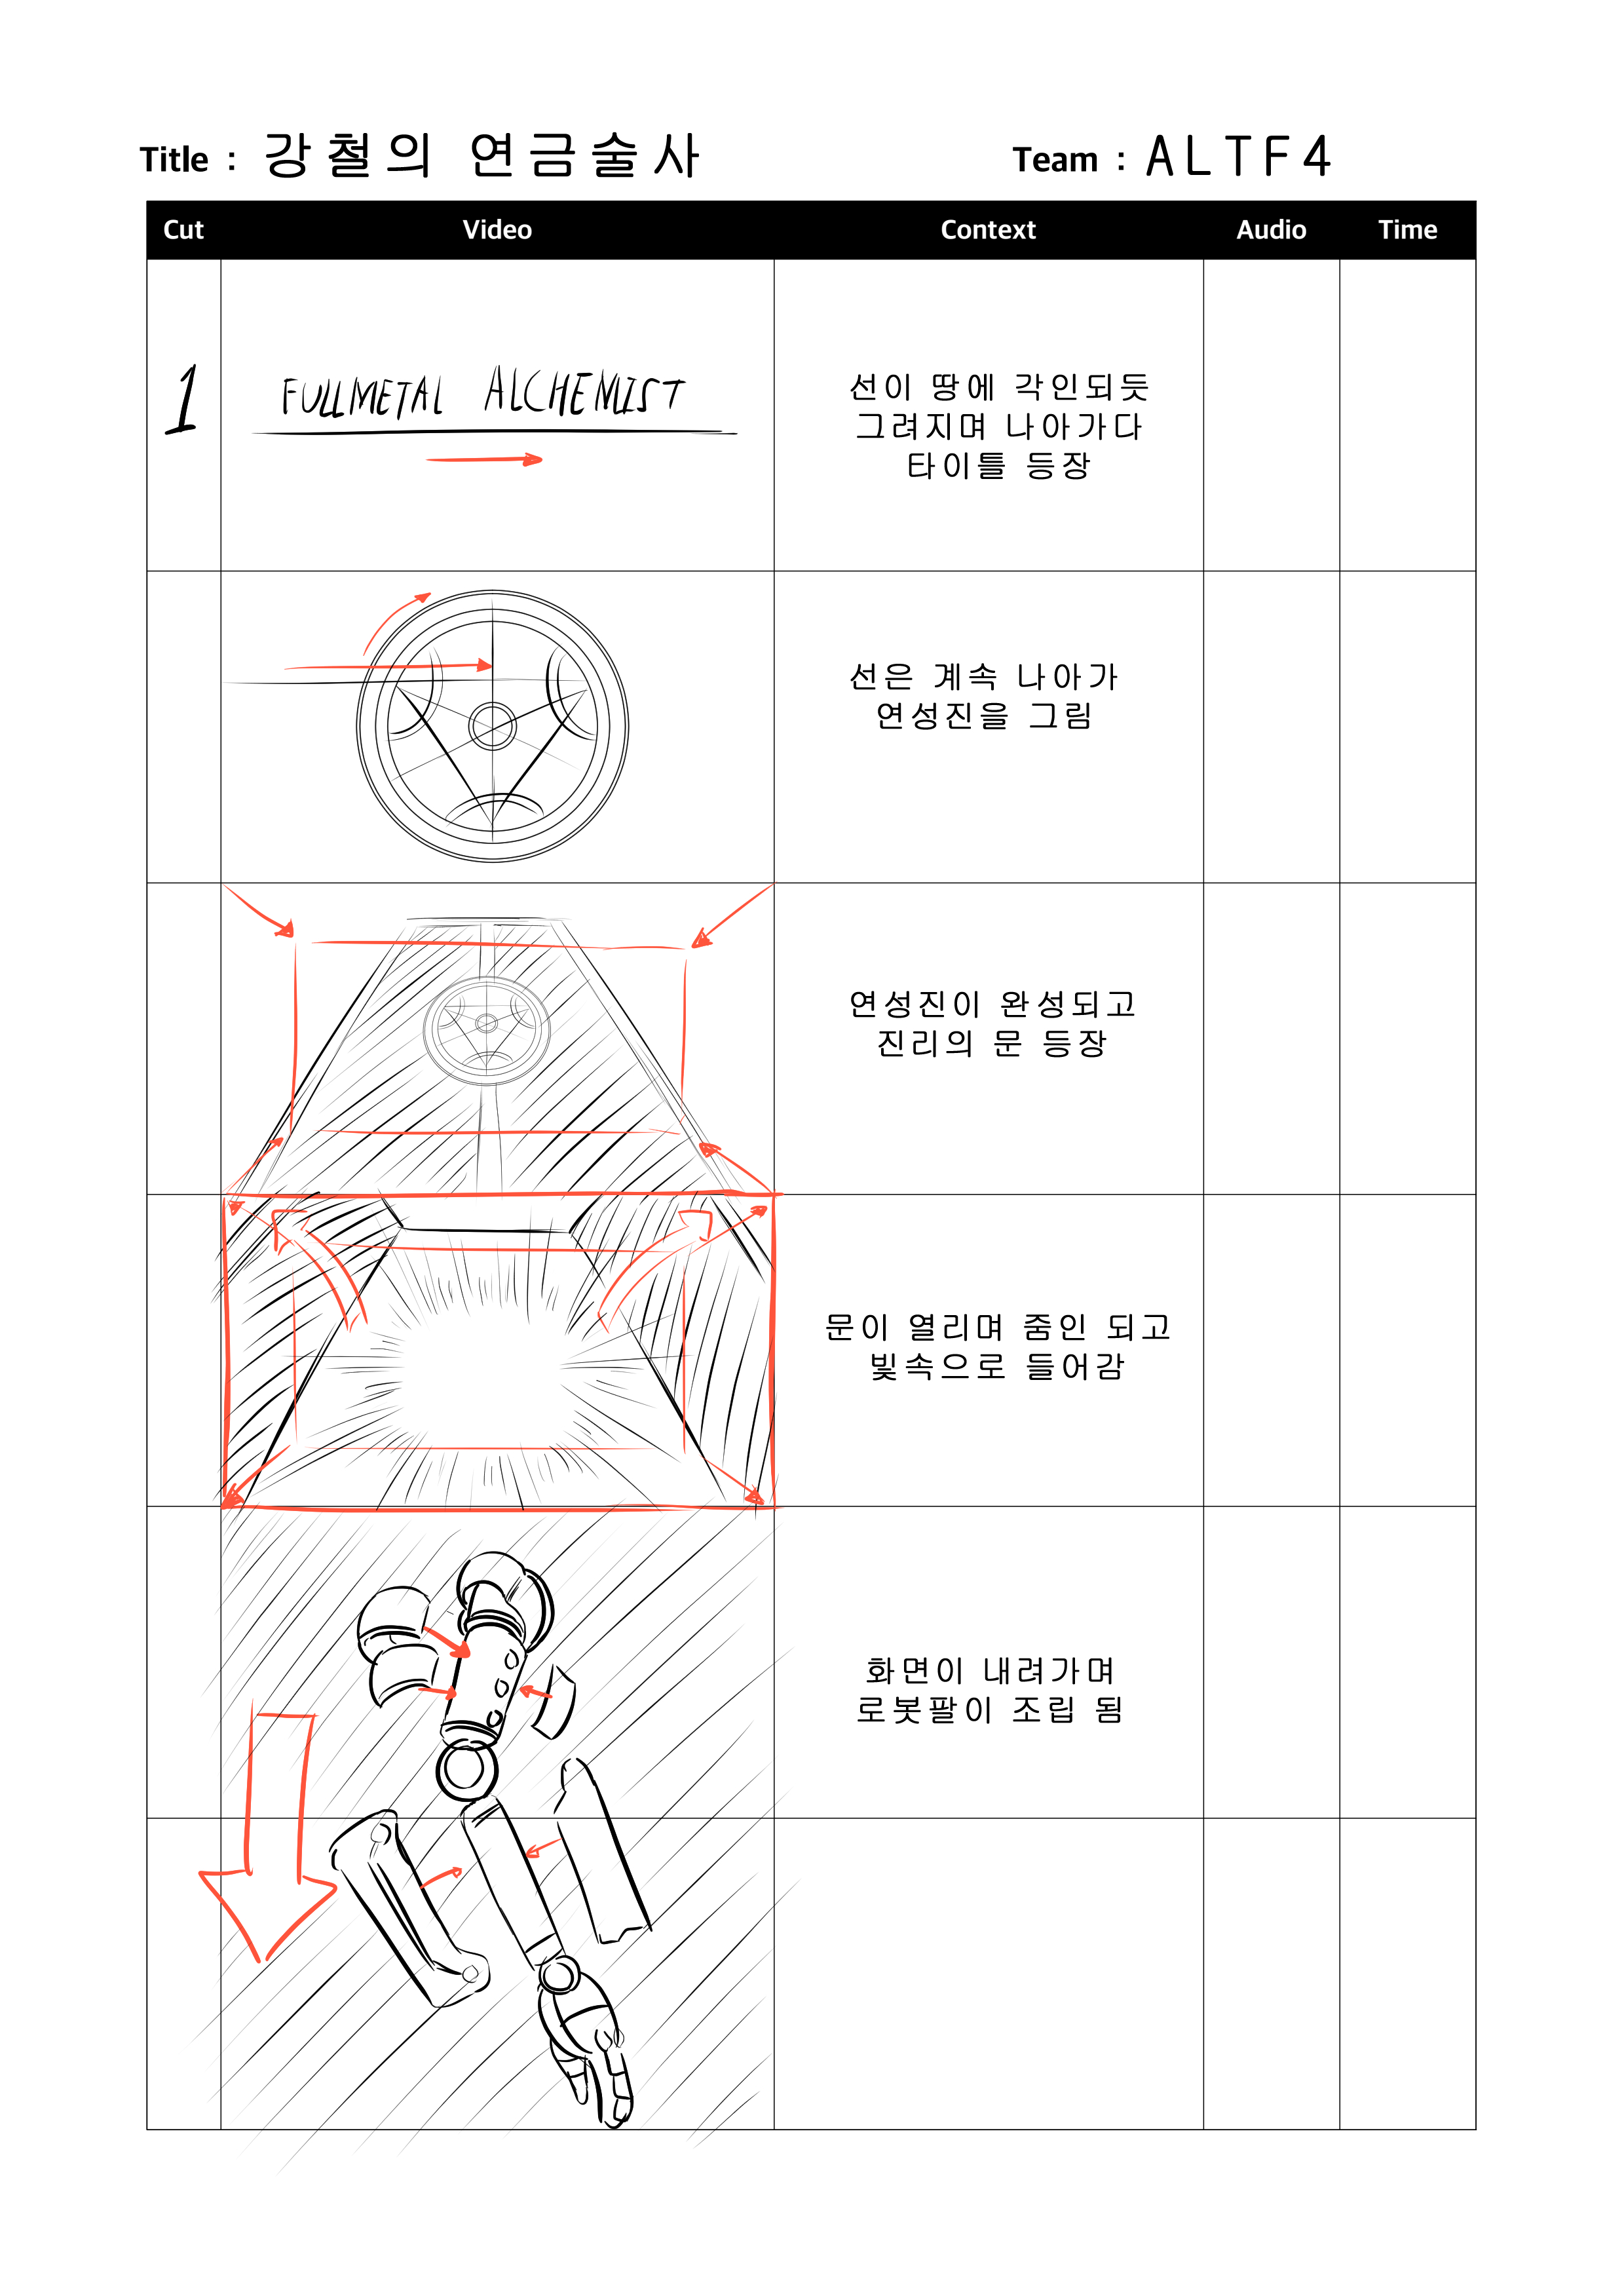 Title : 강철의 연금술사
Team : ALTF4
Cut Video Context Audio Time
1
FULLMETAL ALCHEMIST
선이 땅에 각인되듯
그려지며 나아가다
타이틀 등장
선은 계속 나아가
연성진을 그림
연성진이 완성되고
진리의 문 등장
문이 열리며 줌인 되고
빛속으로 들어감
화면이 내려가며
로봇팔이 조립 됨